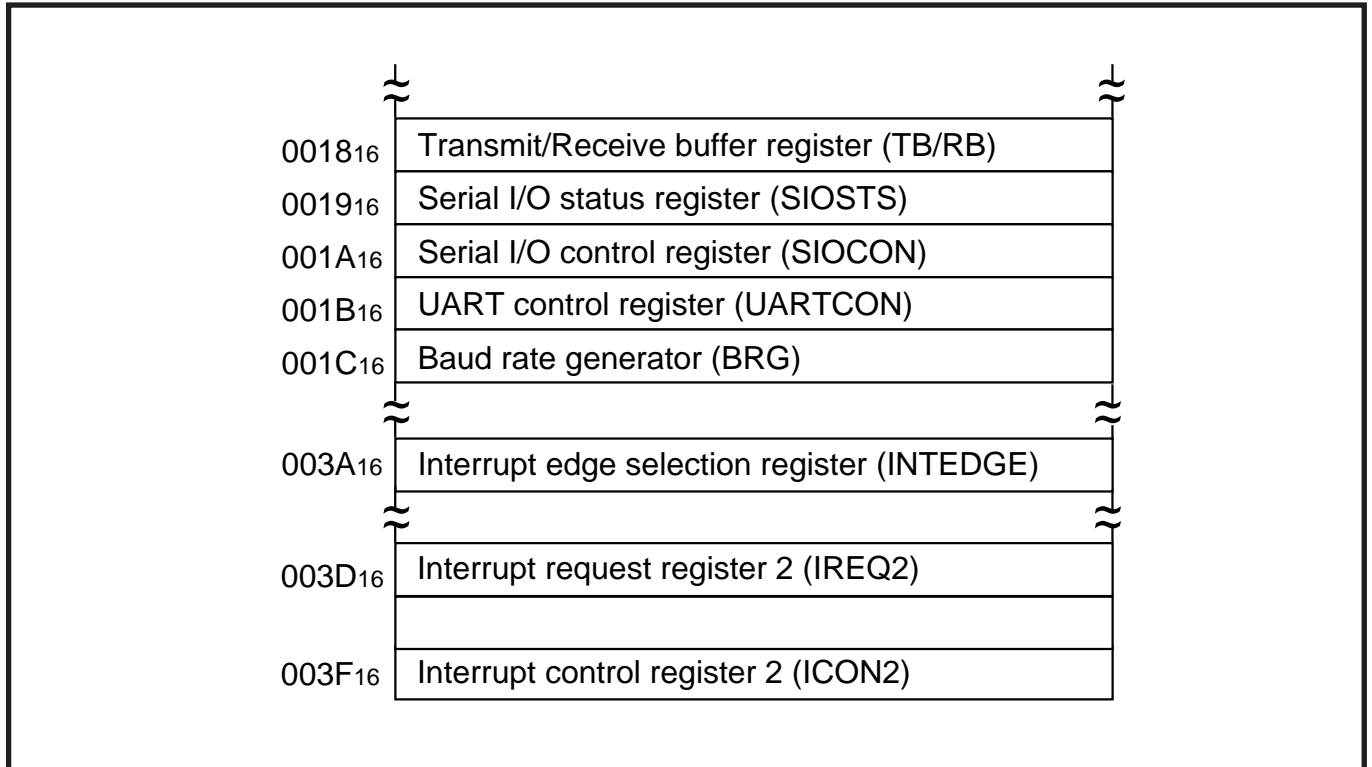 0018₁₆ Transmit/Receive buffer register (TB/RB)
0019₁₆ Serial I/O status register (SIOSTS)
001A₁₆ Serial I/O control register (SIOCON)
001B₁₆ UART control register (UARTCON)
001C₁₆ Baud rate generator (BRG)
003A₁₆ Interrupt edge selection register (INTEDGE)
003D₁₆ Interrupt request register 2 (IREQ2)
003F₁₆ Interrupt control register 2 (ICON2)